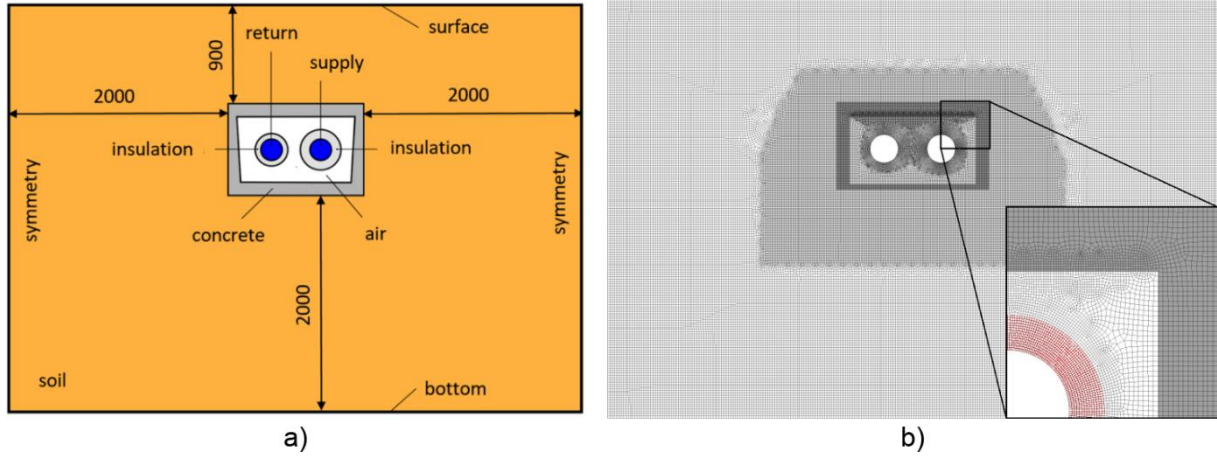 surface
return
900
supply
2000
2000
insulation
insulation
symmetry
symmetry
concrete
air
2000
soil
bottom
a)
b)